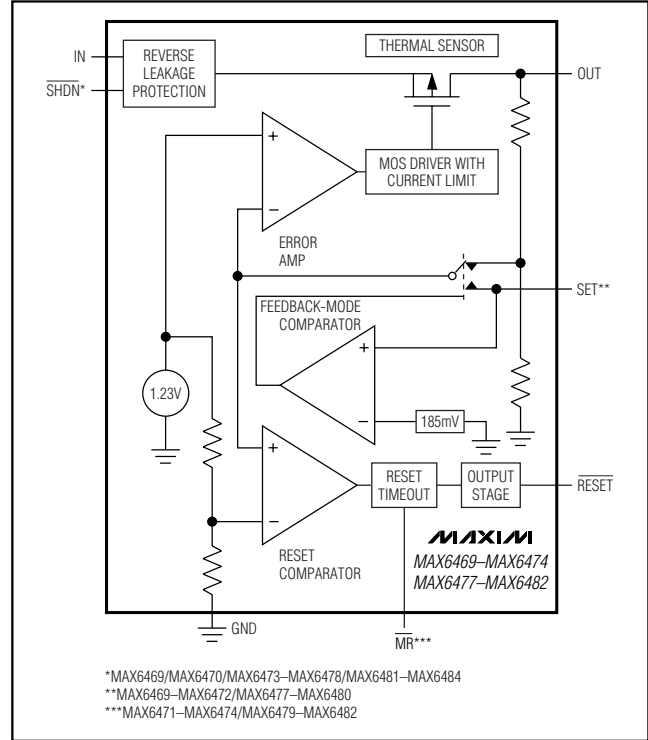 IN
SHDN*
REVERSE
LEAKAGE
PROTECTION
THERMAL SENSOR
OUT
+
MOS DRIVER WITH
CURRENT LIMIT
−
ERROR
AMP
SET**
FEEDBACK-MODE
COMPARATOR
+
1.23V
−
185mV
+
RESET
TIMEOUT
OUTPUT
STAGE
RESET
−
RESET
COMPARATOR
MAXIM
MAX6469–MAX6474
MAX6477–MAX6482
GND
MR***
*MAX6469/MAX6470/MAX6473–MAX6478/MAX6481–MAX6484
**MAX6469–MAX6472/MAX6477–MAX6480
***MAX6471–MAX6474/MAX6479–MAX6482